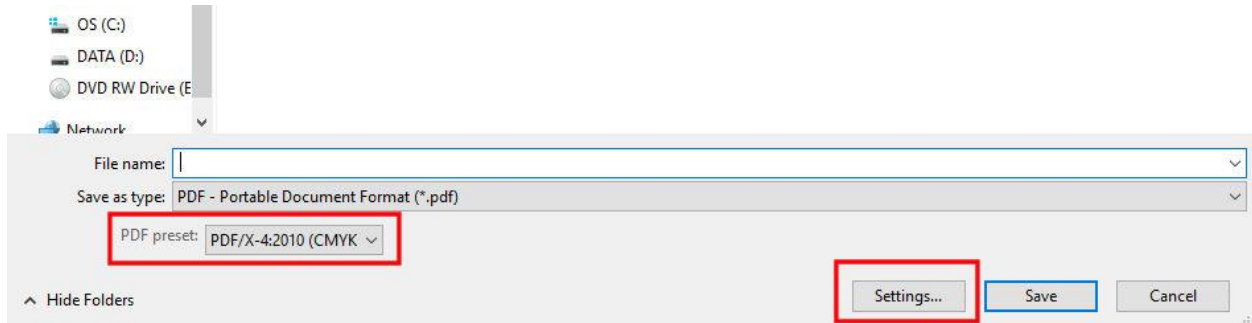 OS (C:)
DATA (D:)
DVD RW Drive (E
Network
File name:
Save as type: PDF - Portable Document Format (*.pdf)
PDF preset: PDF/X-4:2010 (CMYK
Hide Folders
Settings... Save Cancel